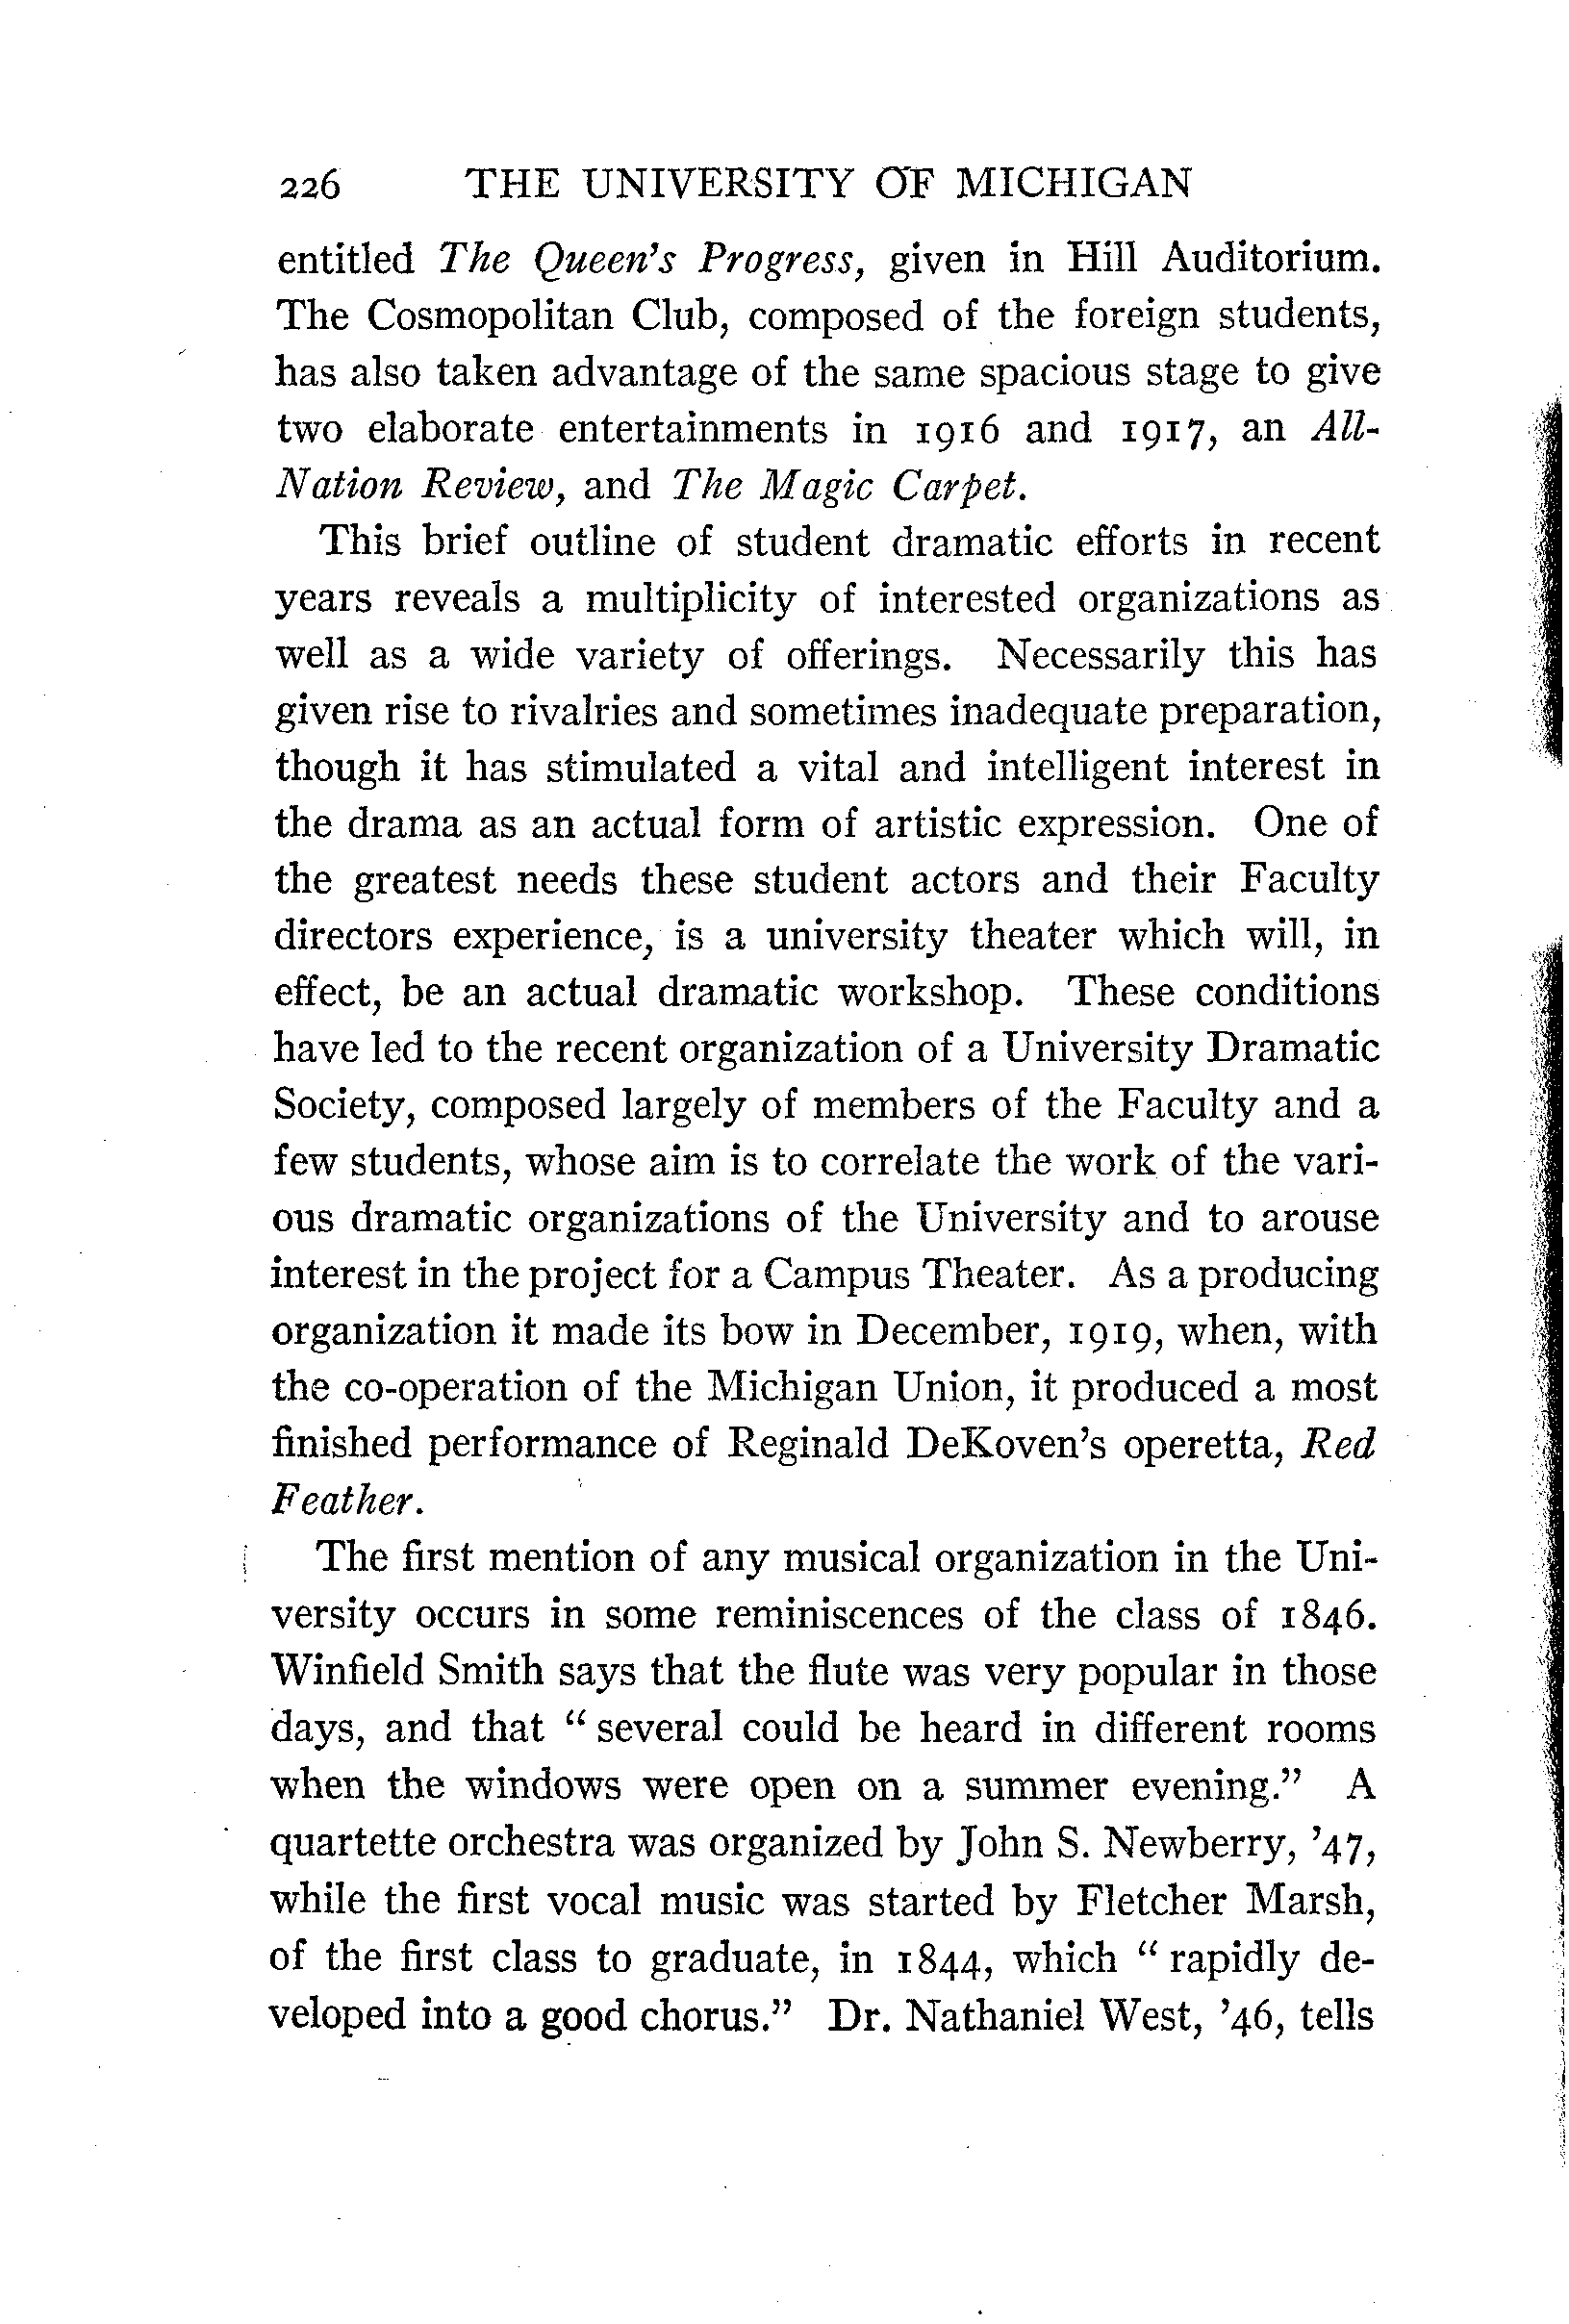 226 THE UNIVERSITY OF MICHIGAN
entitled The Queen's Progress, given in Hill Auditorium.
The Cosmopolitan Club, composed of the foreign students,
has also taken advantage of the same spacious stage to give
two elaborate entertainments in 1916 and 1917, an All-
Nation Review, and The Magic Carpet.
This brief outline of student dramatic efforts in recent
years reveals a multiplicity of interested organizations as
well as a wide variety of offerings. Necessarily this has
given rise to rivalries and sometimes inadequate preparation,
though it has stimulated a vital and intelligent interest in
the drama as an actual form of artistic expression. One of
the greatest needs these student actors and their Faculty
directors experience, is a university theater which will, in
effect, be an actual dramatic workshop. These conditions
have led to the recent organization of a University Dramatic
Society, composed largely of members of the Faculty and a
few students, whose aim is to correlate the work of the vari-
ous dramatic organizations of the University and to arouse
interest in the project for a Campus Theater. As a producing
organization it made its bow in December, 1919, when, with
the co-operation of the Michigan Union, it produced a most
finished performance of Reginald DeKoven's operetta, Red
Feather.
The first mention of any musical organization in the Uni-
versity occurs in some reminiscences of the class of 1846.
Winfield Smith says that the flute was very popular in those
days, and that "several could be heard in different rooms
when the windows were open on a summer evening." A
quartette orchestra was organized by John S. Newberry, '47,
while the first vocal music was started by Fletcher Marsh,
of the first class to graduate, in 1844, which "rapidly de-
veloped into a good chorus." Dr. Nathaniel West, '46, tells